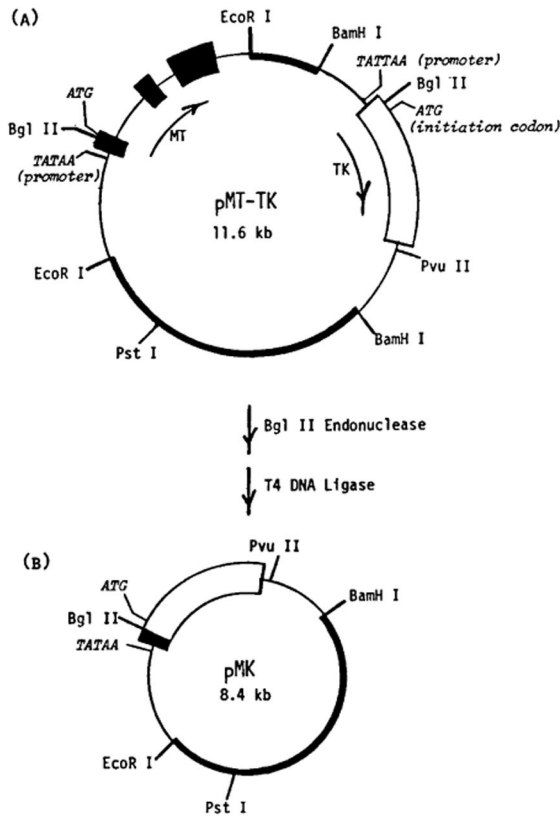 (A)
EcoR I
BamH I
TATTAA (promoter)
Bgl II
ATG
(initiation codon)
ATG
Bgl II
TATAA
(promoter)
MT
TK
pMT-TK
11.6 kb
EcoR I
Pvu II
Pst I
BamH I
Bgl II Endonuclease
T4 DNA Ligase
(B)
Pvu II
ATG
BamH I
Bgl II
TATAA
pMK
8.4 kb
EcoR I
Pst I